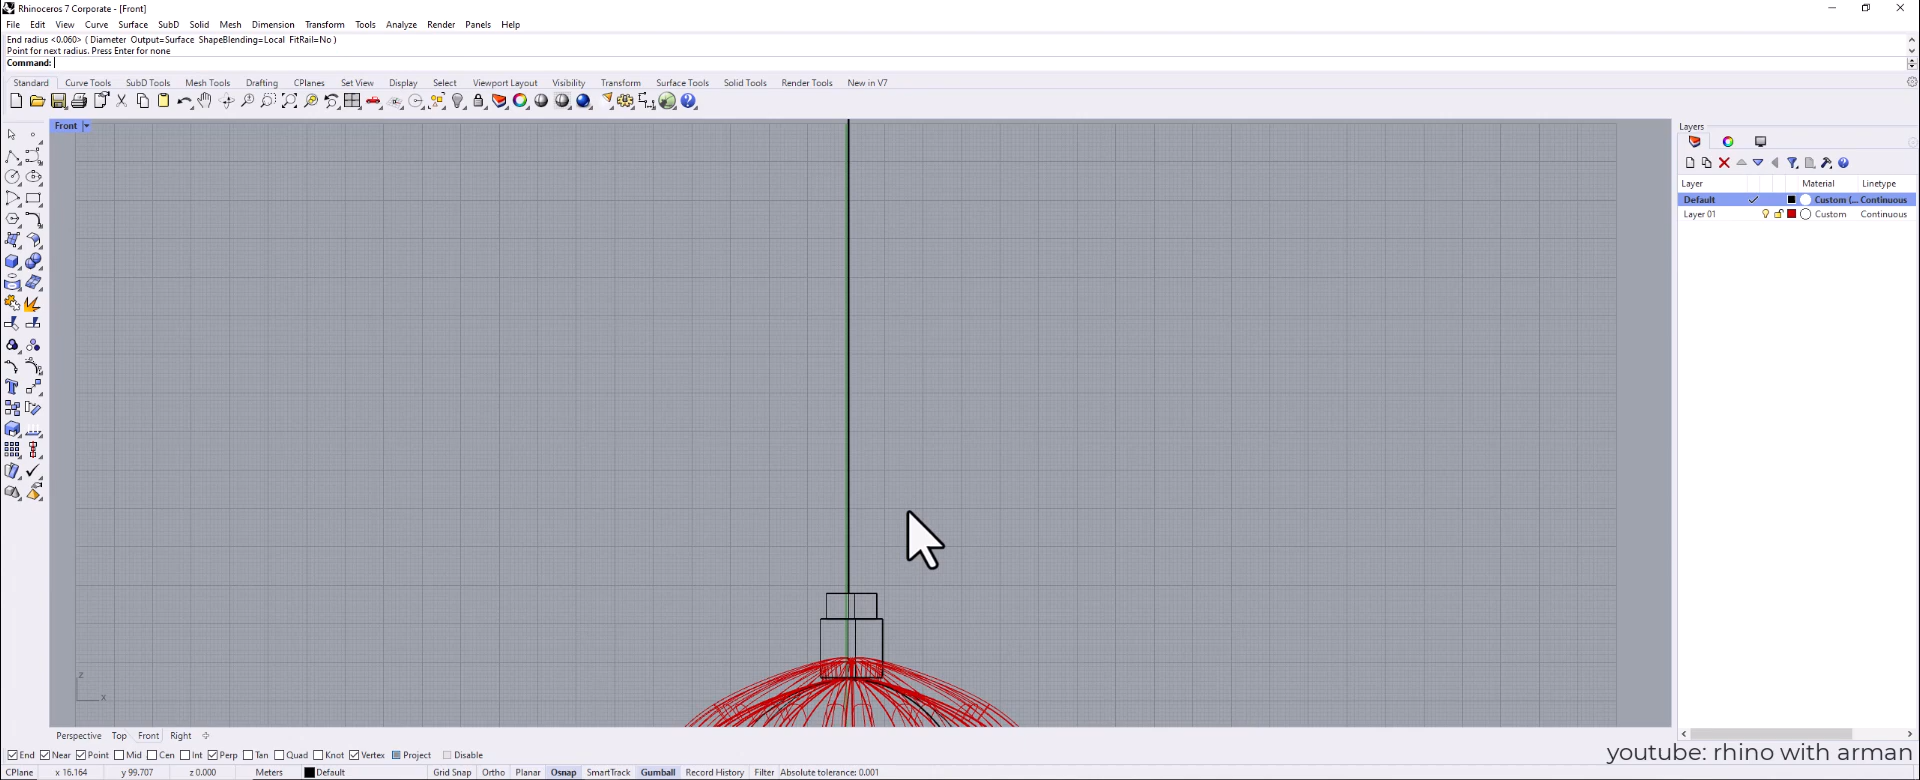 Rhinoceros 7 Corporate - [Front]
File Edit View Curve Surface SubD Solid Mesh Dimension Transform Tools Analyze Render Panels Help
End radius <0.060> ( Diameter Output=Surface ShapeBlending=Local FitRail=No )
Point for next radius. Press Enter for none
Command:
Standard Curve Tools SubD Tools Mesh Tools Drafting CPlanes Set View Display Select Viewport Layout Visibility Transform Surface Tools Solid Tools Render Tools New in V7
Front
Layers
Layer Material Linetype
Default Custom (... Continuous
Layer 01 Custom Continuous
z
x
Perspective Top Front Right
End Near Point Mid Cen Int Perp Tan Quad Knot Vertex Project Disable
youtube: rhino with arman
CPlane x 16.164 y 99.707 z 0.000 Meters Default Grid Snap Ortho Planar Osnap SmartTrack Gumball Record History Filter Absolute tolerance: 0.001